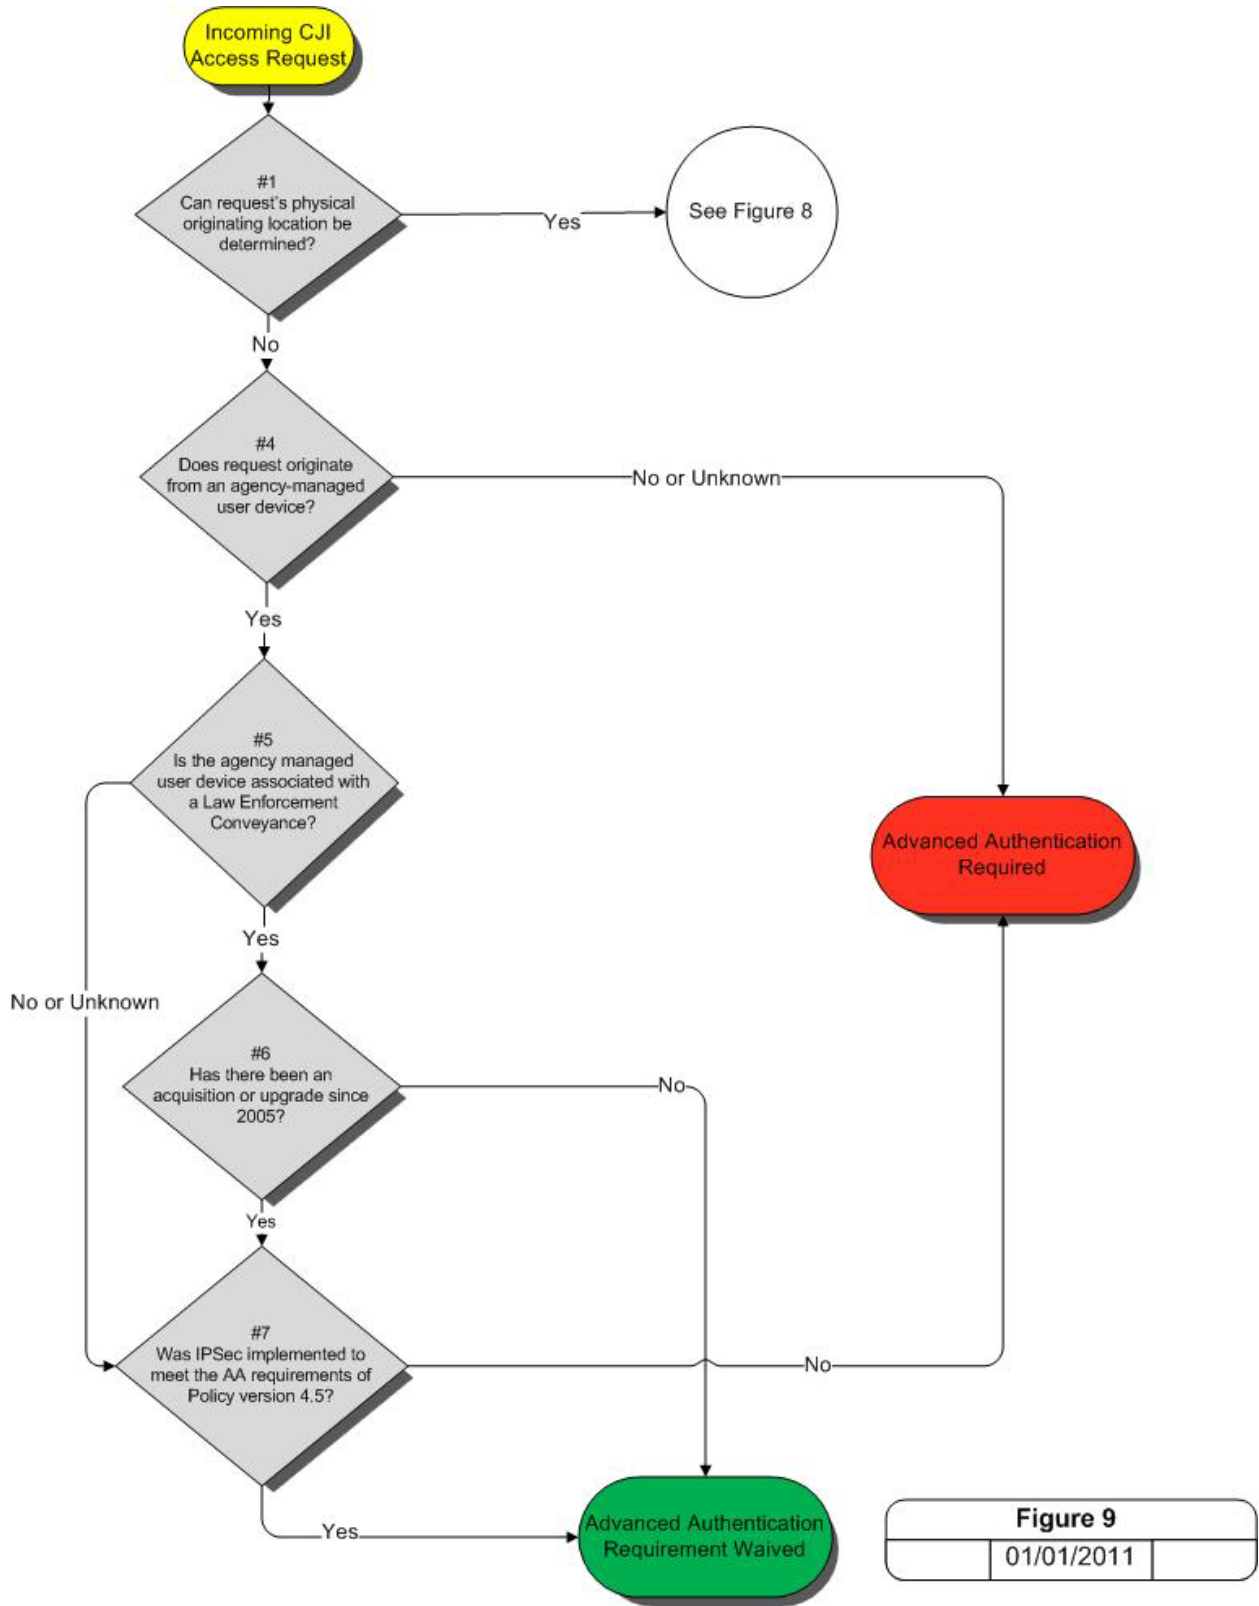 Incoming CJI
Access Request
#1
Can request's physical
originating location be
determined?
Yes
See Figure 8
No
#4
Does request originate
from an agency-managed
user device?
No or Unknown
Yes
#5
Is the agency managed
user device associated with
a Law Enforcement
Conveyance?
Advanced Authentication
Required
Yes
No or Unknown
#6
Has there been an
acquisition or upgrade since
2005?
No
Yes
#7
Was IPSec implemented to
meet the AA requirements of
Policy version 4.5?
No
Yes
Advanced Authentication
Requirement Waived
Figure 9
01/01/2011